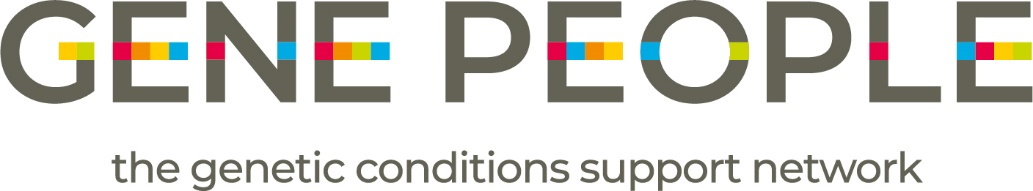 GENE PEOPLE
the genetic conditions support network